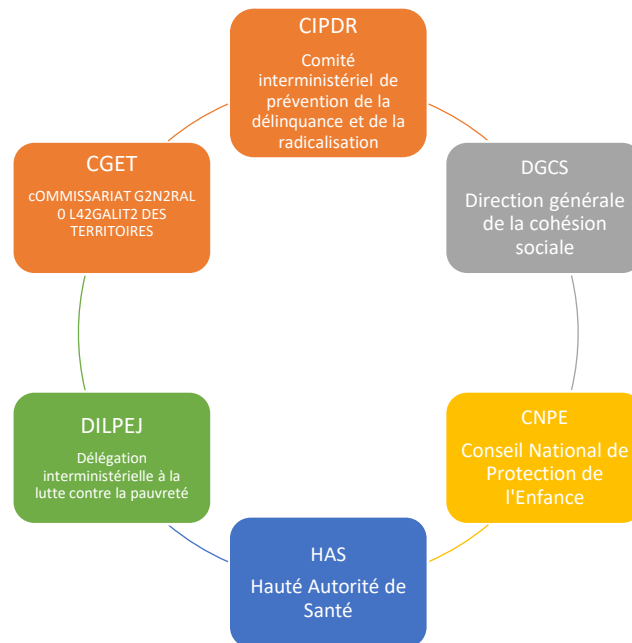 CIPDR
Comité
interministériel de
prévention de la
délinquance et de la
radicalisation
CGET
cOMMISSARIAT G2N2RAL
0 L42GALIT2 DES
TERRITOIRES
DGCS
Direction générale
de la cohésion
sociale
DILPEJ
Délégation
interministérielle à la
lutte contre la pauvreté
CNPE
Conseil National de
Protection de
l'Enfance
HAS
Hauté Autorité de
Santé